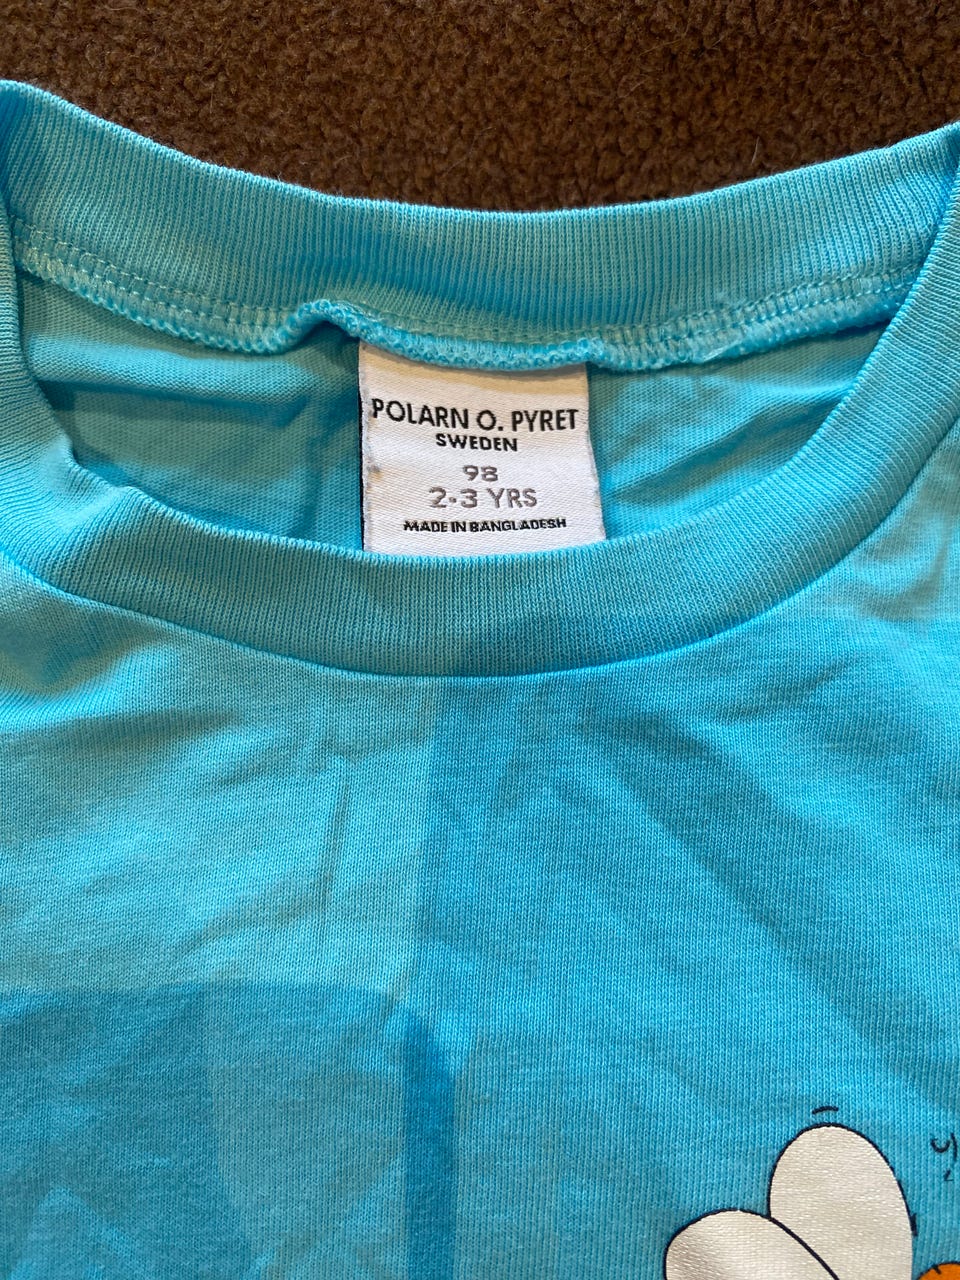 POLARN O. PYRET
SWEDEN
98
2-3 YRS
MADE IN BANGLADESH